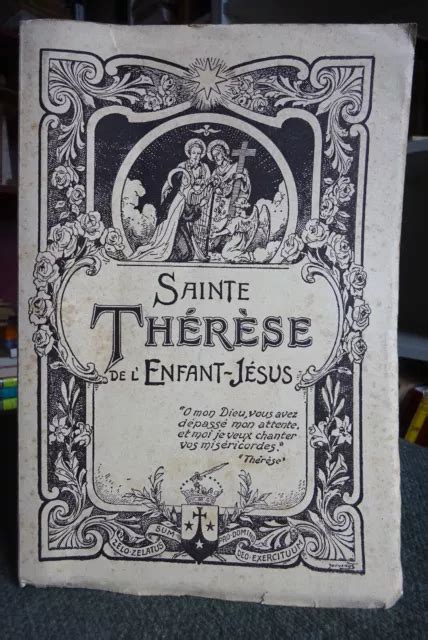 SAINTE
THÉRÈSE
DE L'ENFANT-JÉSUS
"O mon Dieu, vous avez
dépassé mon attente,
et moi je veux chanter
vos miséricordes."
"Thérèse"
ZELO·ZELATUS SUM PRO·DOMINO DEO·EXERCITUUM